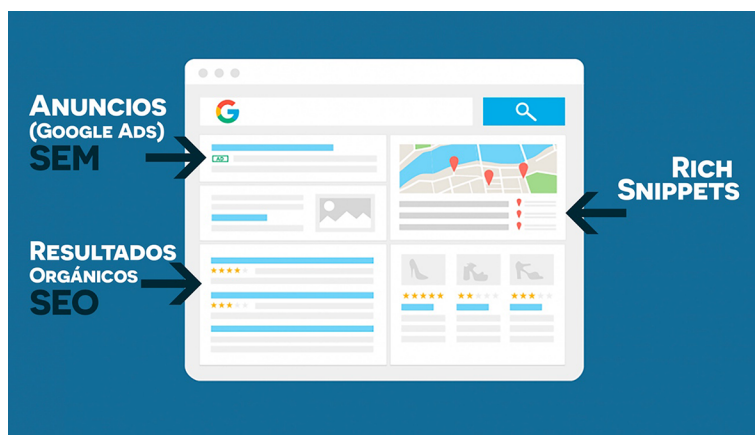 ANUNCIOS
(GOOGLE ADS)
SEM
G
AD
RICH
SNIPPETS
RESULTADOS
ORGÁNICOS
SEO